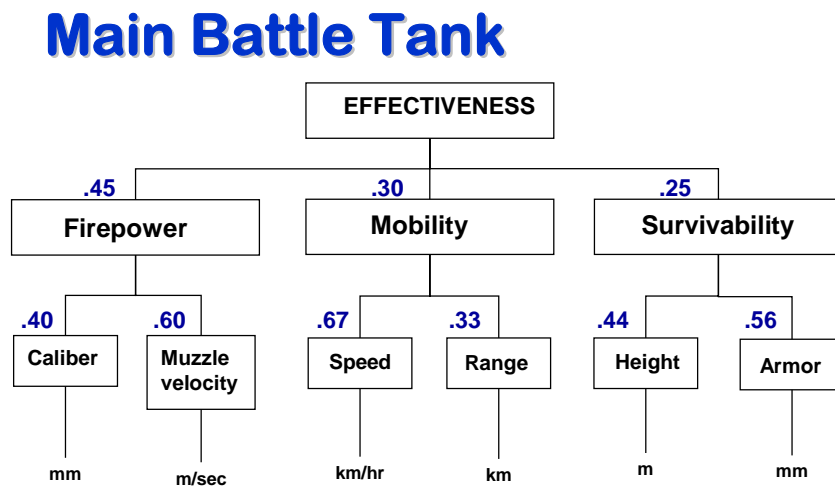 Main Battle Tank
EFFECTIVENESS
.45
.30
.25
Firepower
Mobility
Survivability
.40
.60
.67
.33
.44
.56
Caliber
Muzzle
velocity
Speed
Range
Height
Armor
mm
m/sec
km/hr
km
m
mm